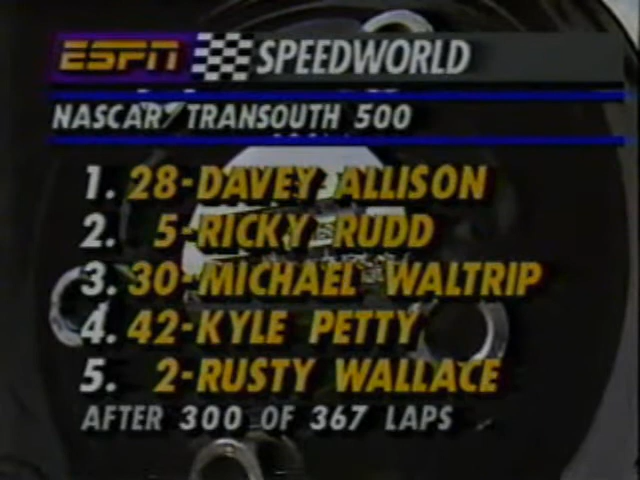 ESPN SPEEDWORLD
NASCAR TRANSOUTH 500
1. 28-DAVEY ALLISON
2. 5-RICKY RUDD
3. 30-MICHAEL WALTRIP
4. 42-KYLE PETTY
5. 2-RUSTY WALLACE
AFTER 300 OF 367 LAPS